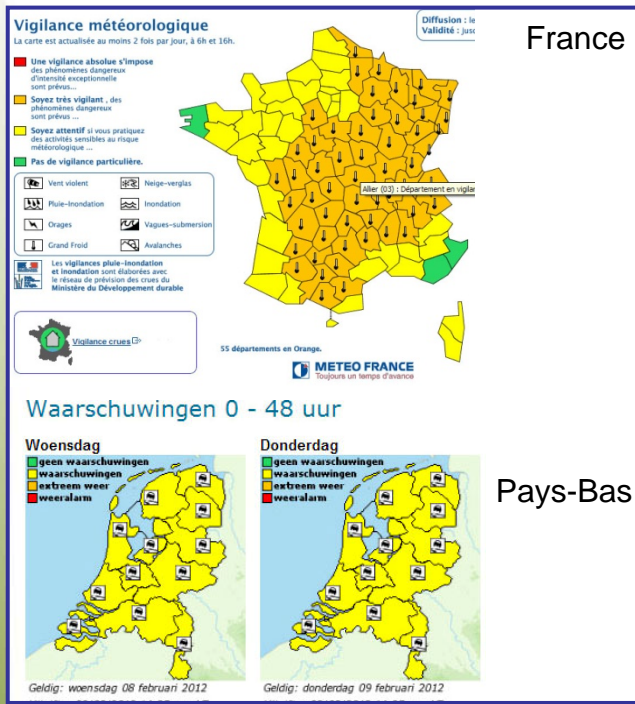 Vigilance météorologique
La carte est actualisée au moins 2 fois par jour, à 6h et 16h.
Diffusion : le
Validité : jusc
France
Une vigilance absolue s'impose
des phénomènes dangereux
d'intensité exceptionnelle
sont prévus...
Soyez très vigilant , des
phénomènes dangereux
sont prévus ...
Soyez attentif si vous pratiquez
des activités sensibles au risque
météorologique ...
Pas de vigilance particulière.
Vent violent
Neige-verglas
Pluie-Inondation
Inondation
Orages
Vagues-submersion
Grand Froid
Avalanches
Allier (03) : Département en vigilan
Les vigilances pluie-inondation
et inondation sont élaborées avec
le réseau de prévision des crues du
Ministère du Développement durable
Vigilance crues
55 départements en Orange.
METEO FRANCE
Toujours un temps d'avance
Waarschuwingen 0 - 48 uur
Woensdag
geen waarschuwingen
waarschuwingen
extreem weer
weeralarm
Geldig: woensdag 08 februari 2012
Donderdag
geen waarschuwingen
waarschuwingen
extreem weer
weeralarm
Geldig: donderdag 09 februari 2012
Pays-Bas